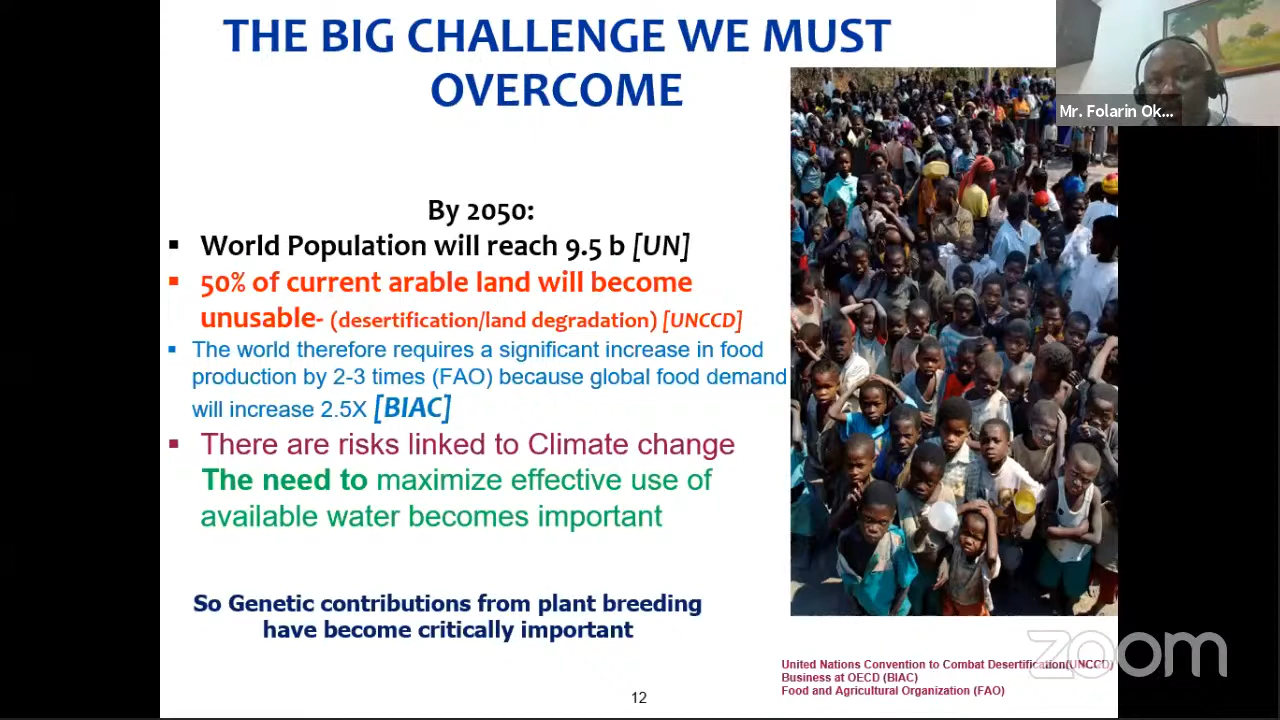 THE BIG CHALLENGE WE MUST
OVERCOME
Mr. Folarin Ok...
By 2050:
▪ World Population will reach 9.5 b [UN]
▪ 50% of current arable land will become
unusable- (desertification/land degradation) [UNCCD]
▪ The world therefore requires a significant increase in food
production by 2-3 times (FAO) because global food demand
will increase 2.5X [BIAC]
▪ There are risks linked to Climate change
The need to maximize effective use of
available water becomes important
So Genetic contributions from plant breeding
have become critically important
zoom
United Nations Convention to Combat Desertification(UNCCD)
Business at OECD (BIAC)
Food and Agricultural Organization (FAO)
12